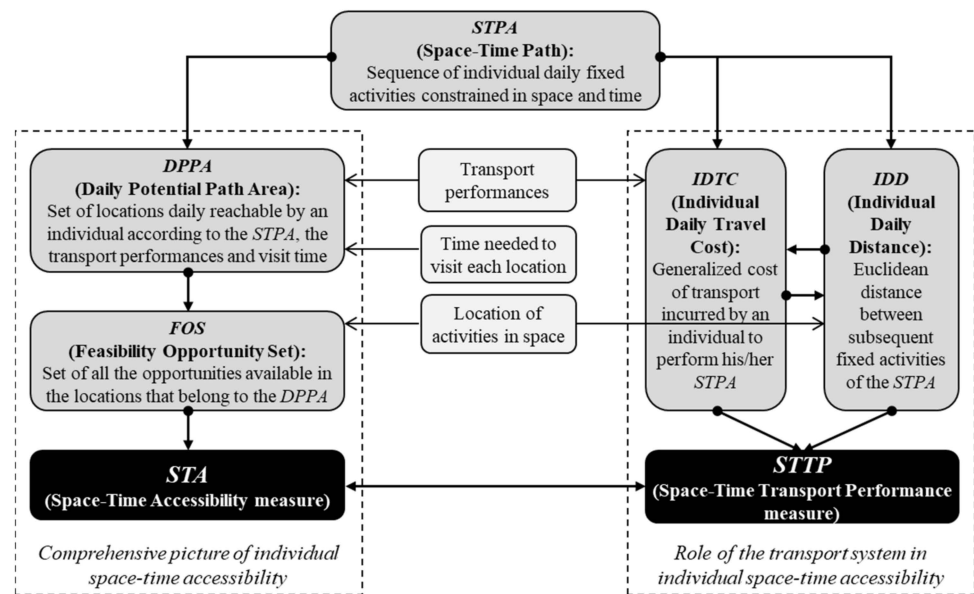 STPA
(Space-Time Path):
Sequence of individual daily fixed
activities constrained in space and time
DPPA
(Daily Potential Path Area):
Set of locations daily reachable by an
individual according to the STPA, the
transport performances and visit time
FOS
(Feasibility Opportunity Set):
Set of all the opportunities available in
the locations that belong to the DPPA
STA
(Space-Time Accessibility measure)
Comprehensive picture of individual
space-time accessibility
Transport
performances
Time needed to
visit each location
Location of
activities in space
IDTC
(Individual
Daily Travel
Cost):
Generalized cost
of transport
incurred by an
individual to
perform his/her
STPA
IDD
(Individual
Daily
Distance):
Euclidean
distance
between
subsequent
fixed activities
of the STPA
STTP
(Space-Time Transport Performance
measure)
Role of the transport system in
individual space-time accessibility